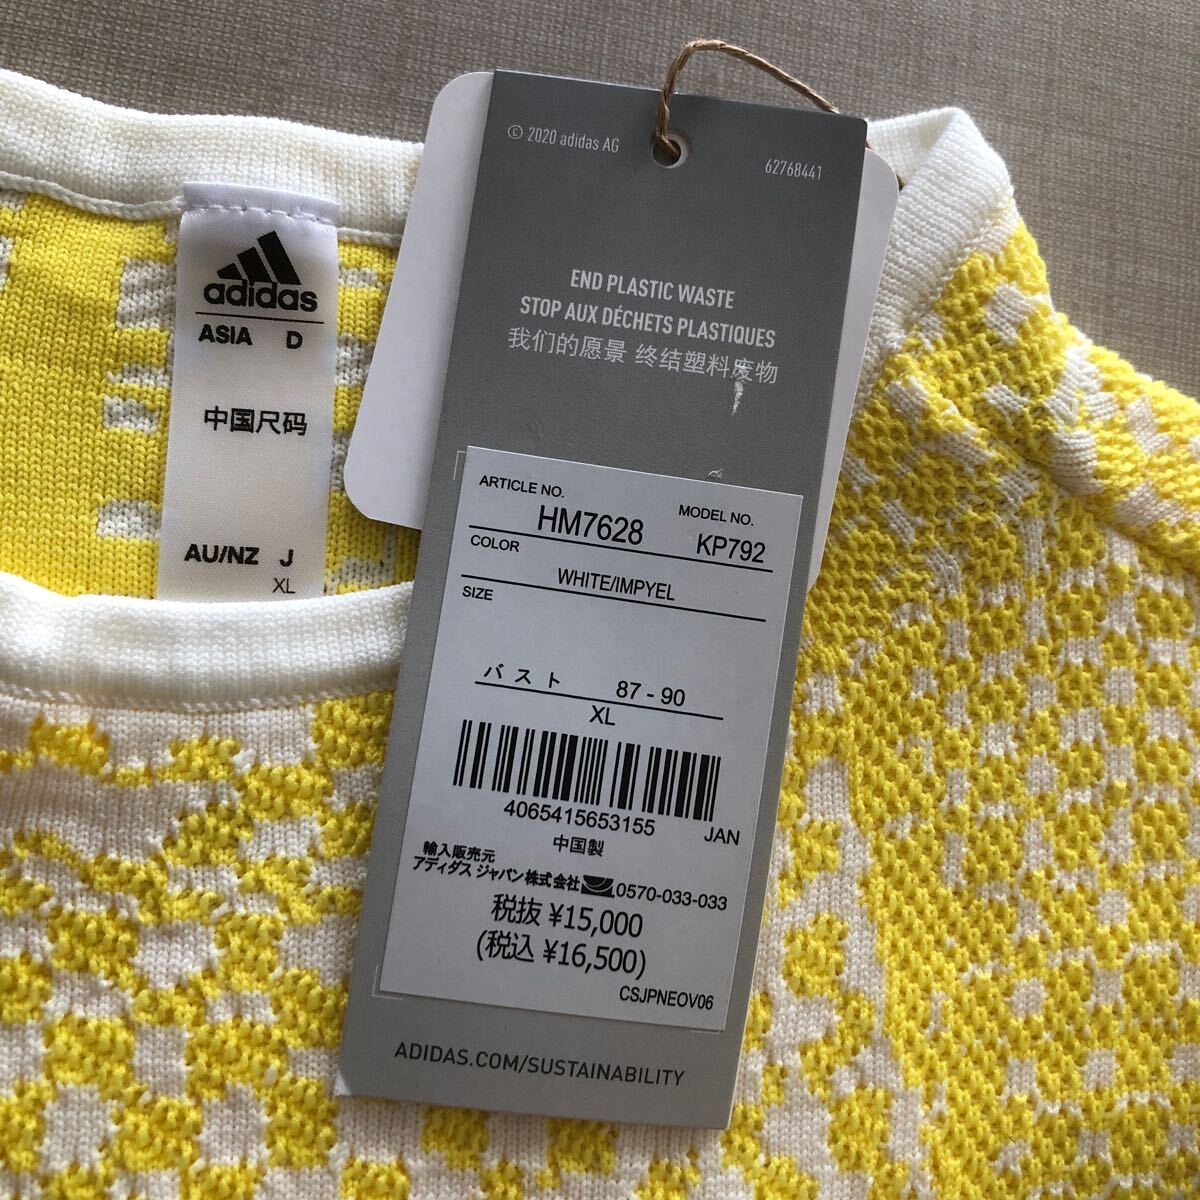 © 2020 adidas AG
62768441
END PLASTIC WASTE
STOP AUX DÉCHETS PLASTIQUES
我们的愿景 终结塑料废物
ARTICLE NO.
HM7628
MODEL NO.
KP792
COLOR
WHITE/IMPYEL
SIZE
バスト 87 - 90
XL
4065415653155
JAN
中国製
輸入販売元
アディダス ジャパン株式会社 0570-033-033
税抜 ¥15,000
(税込 ¥16,500)
CSJPNEOV06
ADIDAS.COM/SUSTAINABILITY
adidas
ASIA D
中国尺码
AU/NZ J
XL